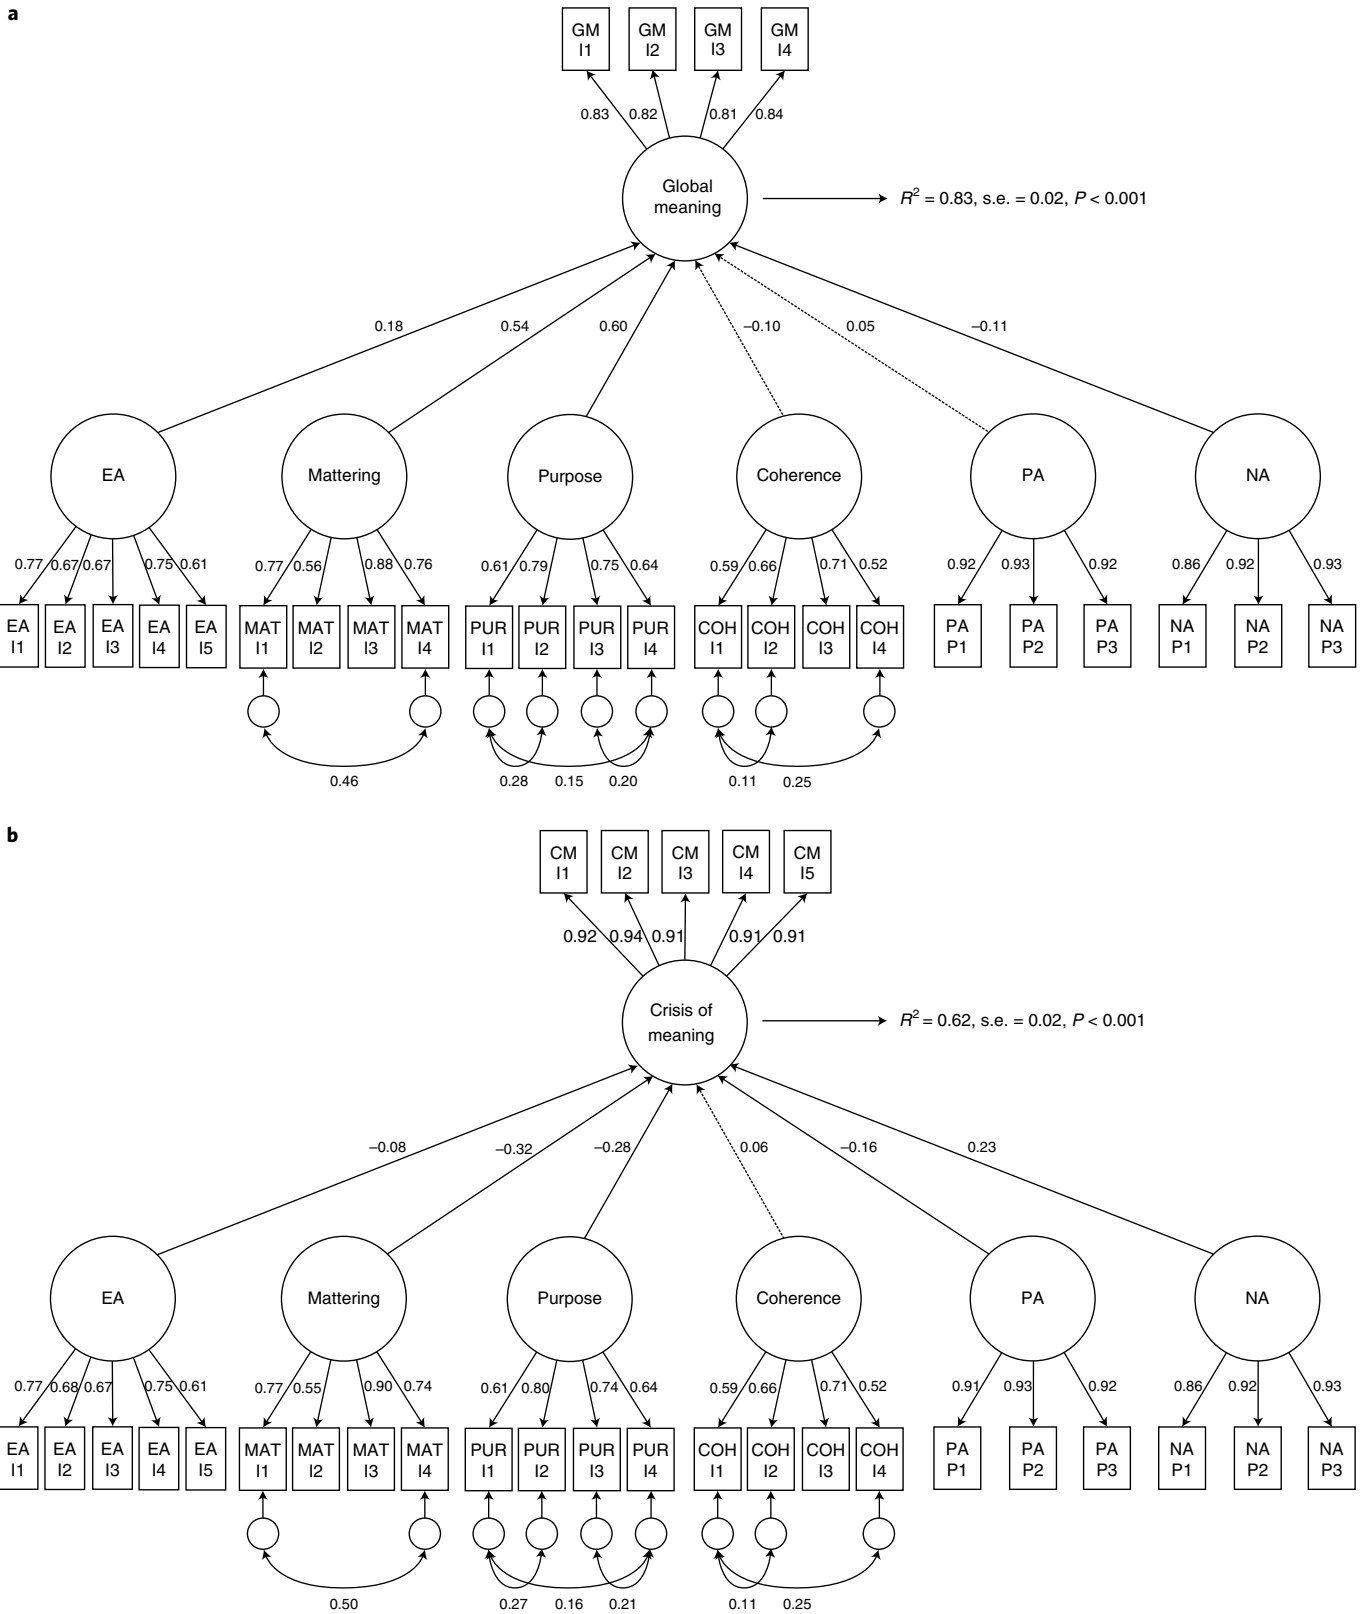 a
GM GM GM GM
I1 I2 I3 I4
0.83 0.82 0.81 0.84
Global
meaning
R² = 0.83, s.e. = 0.02, P < 0.001
0.18 0.54 0.60 –0.10 0.05 –0.11
EA Mattering Purpose Coherence PA NA
0.77 0.67 0.67 0.75 0.61 0.77 0.56 0.88 0.76 0.61 0.79 0.75 0.64 0.59 0.66 0.71 0.52 0.92 0.93 0.92 0.86 0.92 0.93
EA EA EA EA EA MAT MAT MAT MAT PUR PUR PUR PUR COH COH COH COH PA PA PA NA NA NA
I1 I2 I3 I4 I5 I1 I2 I3 I4 I1 I2 I3 I4 I1 I2 I3 I4 P1 P2 P3 P1 P2 P3
0.46 0.28 0.15 0.20 0.11 0.25
b
CM CM CM CM CM
I1 I2 I3 I4 I5
0.92 0.94 0.91 0.91 0.91
Crisis of
meaning
R² = 0.62, s.e. = 0.02, P < 0.001
–0.08 –0.32 –0.28 0.06 –0.16 0.23
EA Mattering Purpose Coherence PA NA
0.77 0.68 0.67 0.75 0.61 0.77 0.55 0.90 0.74 0.61 0.80 0.74 0.64 0.59 0.66 0.71 0.52 0.91 0.93 0.92 0.86 0.92 0.93
EA EA EA EA EA MAT MAT MAT MAT PUR PUR PUR PUR COH COH COH COH PA PA PA NA NA NA
I1 I2 I3 I4 I5 I1 I2 I3 I4 I1 I2 I3 I4 I1 I2 I3 I4 P1 P2 P3 P1 P2 P3
0.50 0.27 0.16 0.21 0.11 0.25